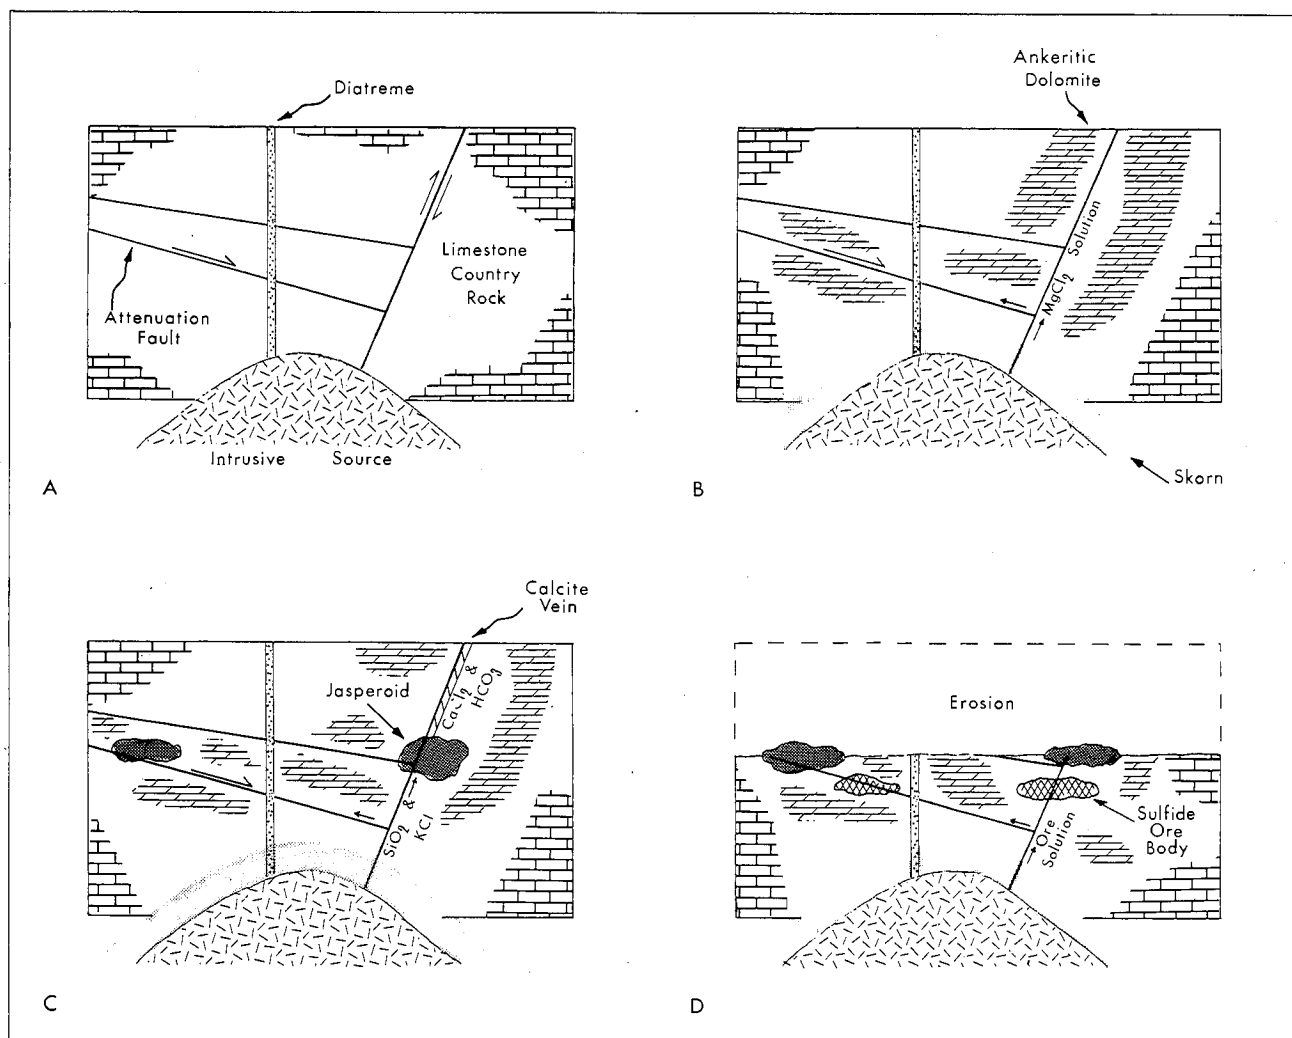 Diatreme
Limestone
Country
Rock
Attenuation
Fault
Intrusive Source
A
Ankeritic
Dolomite
MgCl2 Solution
Skorn
B
Calcite
Vein
Jasperoid
CaCl2 &
HCO3
SiO2 &
KCl
C
Erosion
Sulfide
Ore
Body
Ore
Solution
D